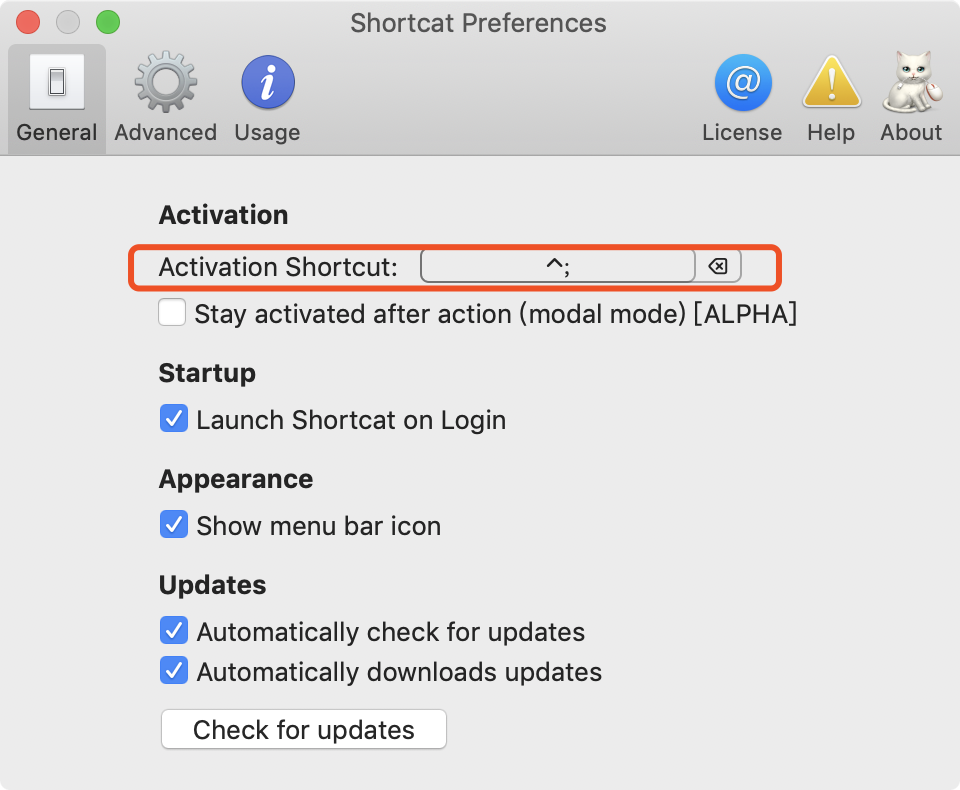 Shortcat Preferences
General Advanced Usage License Help About
Activation
Activation Shortcut: ^;
Stay activated after action (modal mode) [ALPHA]
Startup
Launch Shortcat on Login
Appearance
Show menu bar icon
Updates
Automatically check for updates
Automatically downloads updates
Check for updates